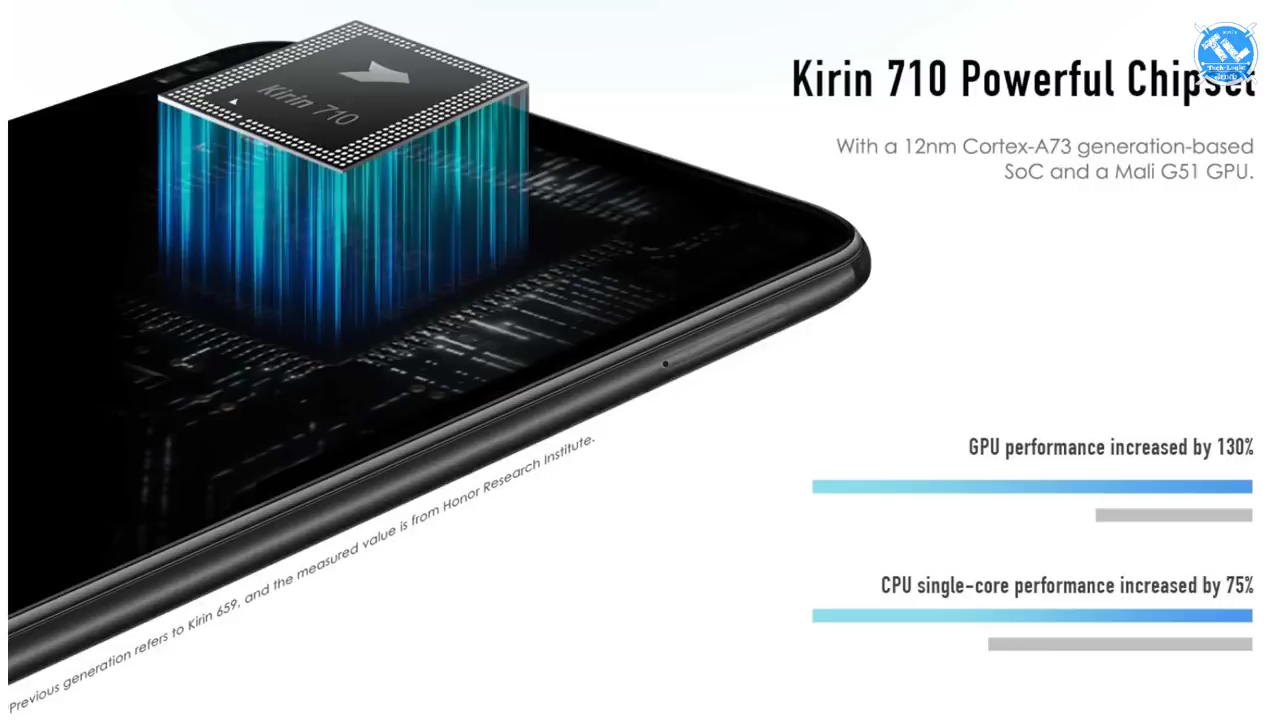 Kirin 710 Powerful Chipset
With a 12nm Cortex-A73 generation-based
SoC and a Mali G51 GPU.
Kirin 710
GPU performance increased by 130%
CPU single-core performance increased by 75%
Previous generation refers to Kirin 659, and the measured value is from Honor Research Institute.
Tech-Logic
తెలుగు